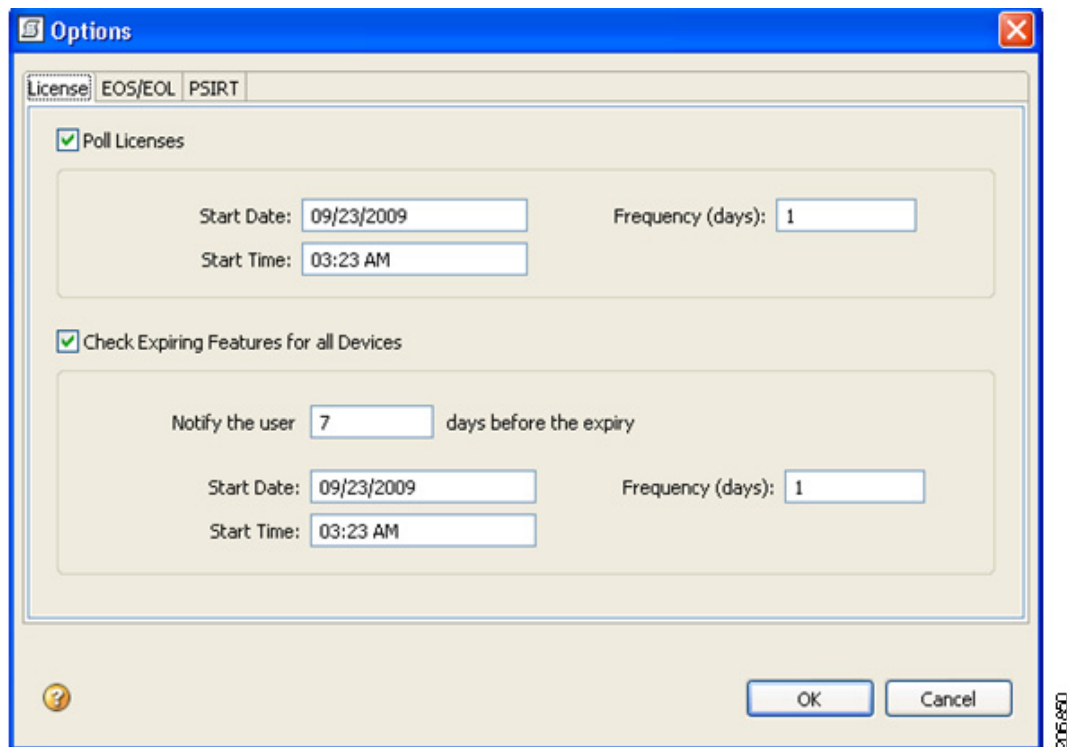 Options
License EOS/EOL PSIRT
Poll Licenses
Start Date: 09/23/2009 Frequency (days): 1
Start Time: 03:23 AM
Check Expiring Features for all Devices
Notify the user 7 days before the expiry
Start Date: 09/23/2009 Frequency (days): 1
Start Time: 03:23 AM
OK Cancel